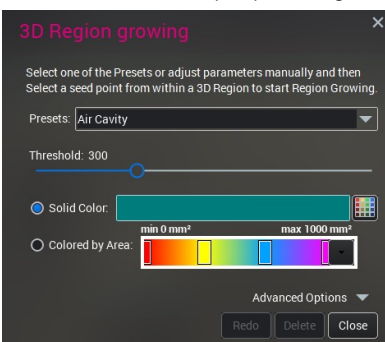 3D Region growing
Select one of the Presets or adjust parameters manually and then
Select a seed point from within a 3D Region to start Region Growing.
Presets: Air Cavity
Threshold: 300
Solid Color:
min 0 mm² max 1000 mm²
Colored by Area:
Advanced Options
Redo Delete Close